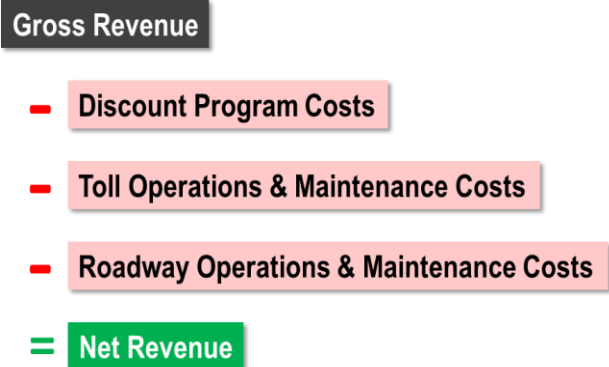 Gross Revenue
- Discount Program Costs
- Toll Operations & Maintenance Costs
- Roadway Operations & Maintenance Costs
= Net Revenue